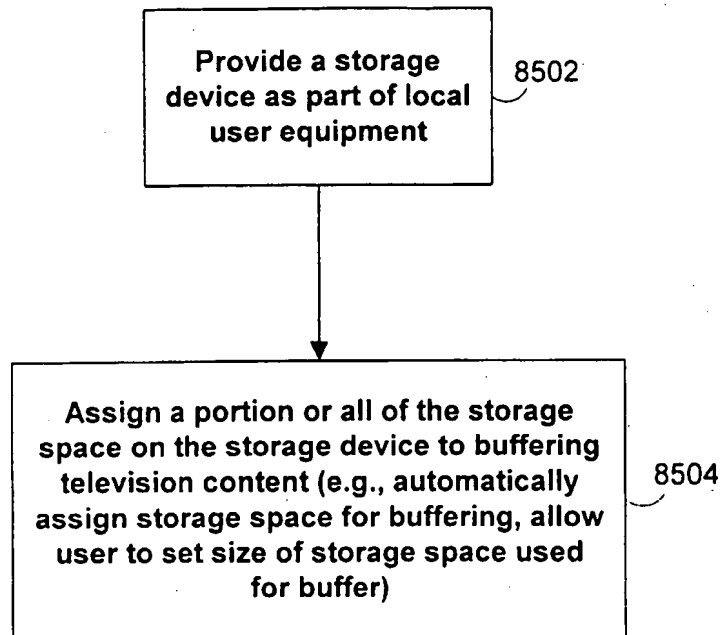 Provide a storage
device as part of local
user equipment
8502
Assign a portion or all of the storage
space on the storage device to buffering
television content (e.g., automatically
assign storage space for buffering, allow
user to set size of storage space used
for buffer)
8504